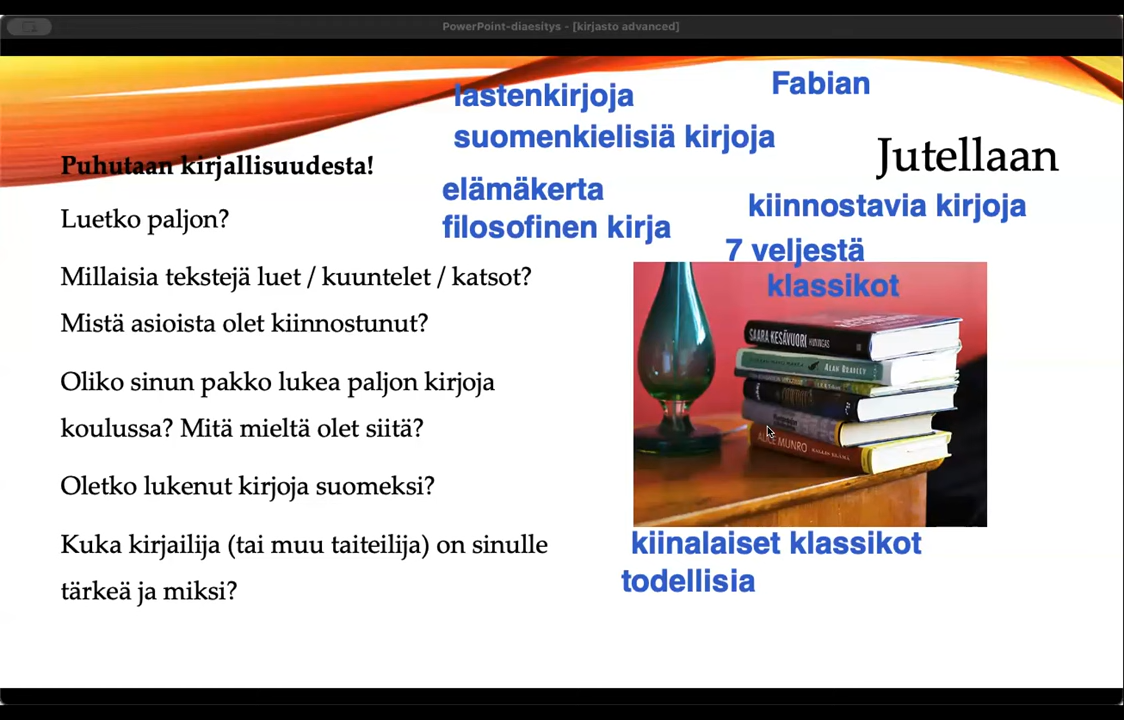 PowerPoint-diaesitys - [kirjasto advanced]
lastenkirjoja
Fabian
suomenkielisiä kirjoja
Jutellaan
Puhutaan kirjallisuudesta!
elämäkerta
kiinnostavia kirjoja
Luetko paljon?
filosofinen kirja
7 veljestä
Millaisia tekstejä luet / kuuntelet / katsot?
klassikot
Mistä asioista olet kiinnostunut?
SAARA KESÄVUORI
ALAN BRADLEY
Oliko sinun pakko lukea paljon kirjoja
koulussa? Mitä mieltä olet siitä?
ALICE MUNRO
Oletko lukenut kirjoja suomeksi?
Kuka kirjailija (tai muu taiteilija) on sinulle
tärkeä ja miksi?
kiinalaiset klassikot
todellisia